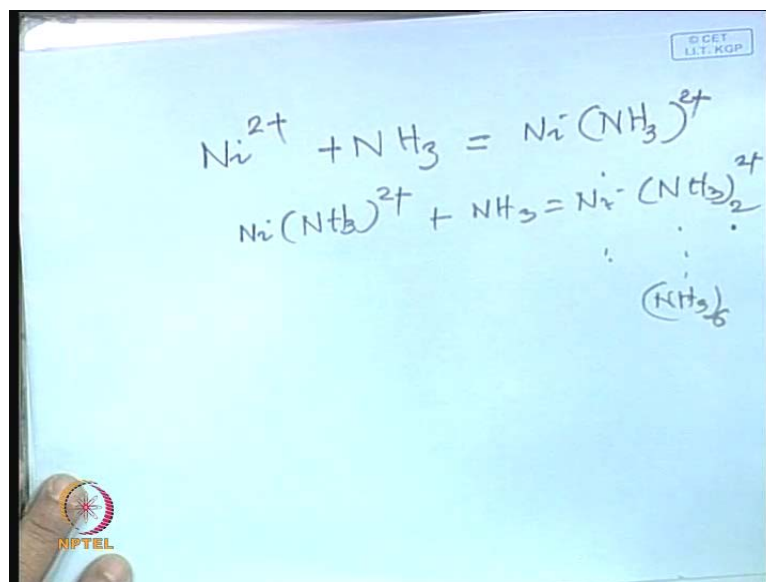 © CET
I.I.T. KGP
Ni²⁺ + NH₃ = Ni(NH₃)²⁺
Ni(NH₃)²⁺ + NH₃ = Ni(NH₃)₂²⁺
(NH₃)₆
NPTEL